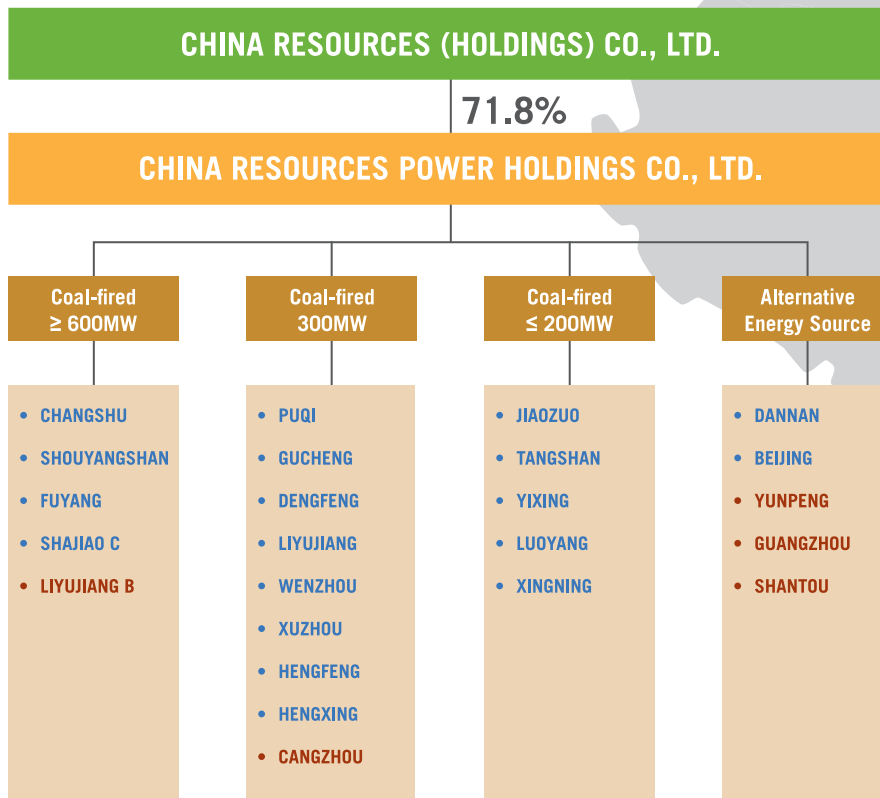 CHINA RESOURCES (HOLDINGS) CO., LTD.
71.8%
CHINA RESOURCES POWER HOLDINGS CO., LTD.
Coal-fired
≥ 600MW
• CHANGSHU
• SHOUYANGSHAN
• FUYANG
• SHAJIAO C
• LIYUJIANG B
Coal-fired
300MW
• PUQI
• GUCHENG
• DENGFENG
• LIYUJIANG
• WENZHOU
• XUZHOU
• HENGFENG
• HENGXING
• CANGZHOU
Coal-fired
≤ 200MW
• JIAOZUO
• TANGSHAN
• YIXING
• LUOYANG
• XINGNING
Alternative
Energy Source
• DANNAN
• BEIJING
• YUNPENG
• GUANGZHOU
• SHANTOU